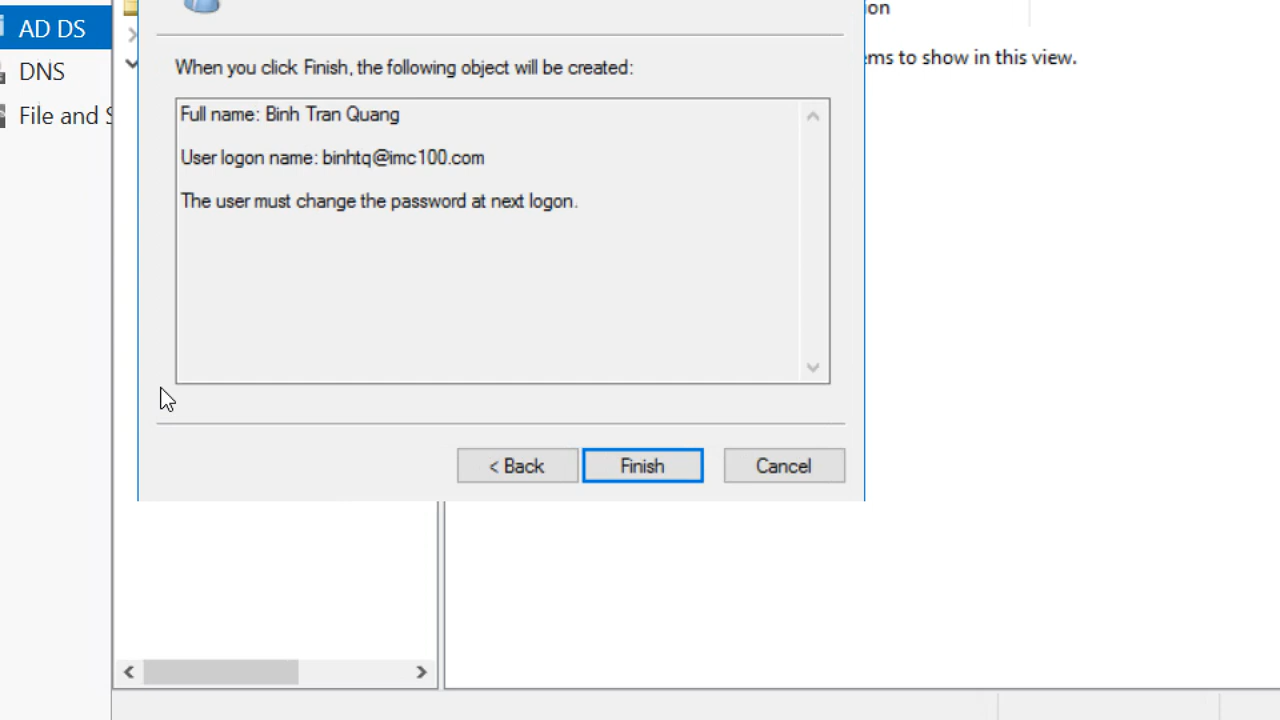 AD DS
DNS
File and
ion
ems to show in this view.
When you click Finish, the following object will be created:
Full name: Binh Tran Quang
User logon name: binhtq@imc100.com
The user must change the password at next logon.
< Back
Finish
Cancel